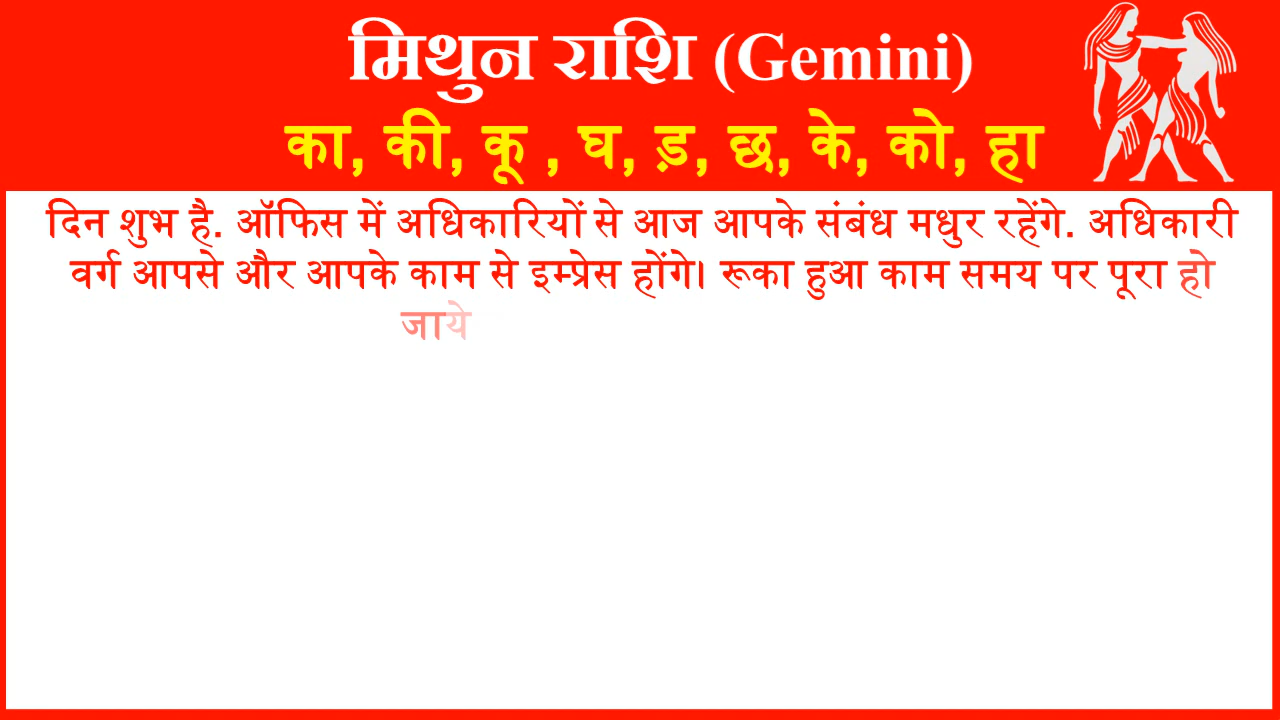 मिथुन राशि (Gemini)
का, की, कू , घ, ड़, छ, के, को, हा
दिन शुभ है. ऑफिस में अधिकारियों से आज आपके संबंध मधुर रहेंगे. अधिकारी
वर्ग आपसे और आपके काम से इम्प्रेस होंगे। रूका हुआ काम समय पर पूरा हो
जाये